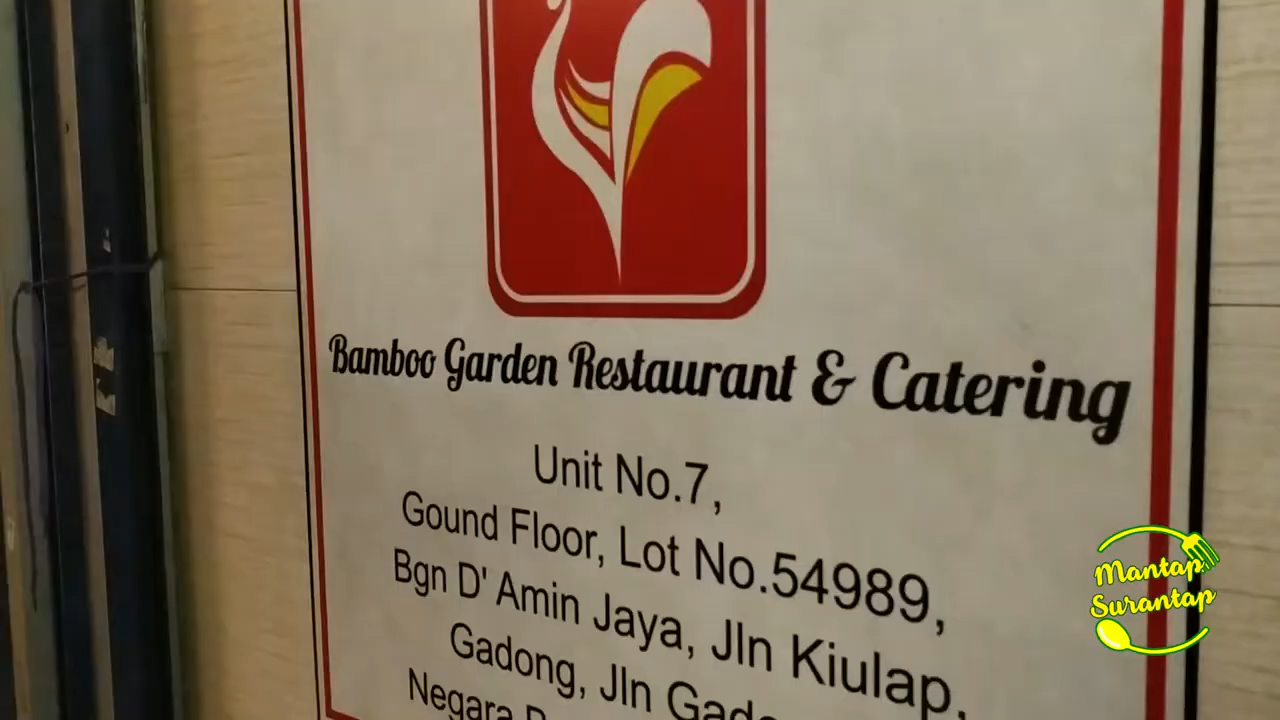 Bamboo Garden Restaurant & Catering
Unit No.7,
Gound Floor, Lot No.54989,
Bgn D' Amin Jaya, Jln Kiulap,
Gadong, Jln
Negara
Mantap
Surantap